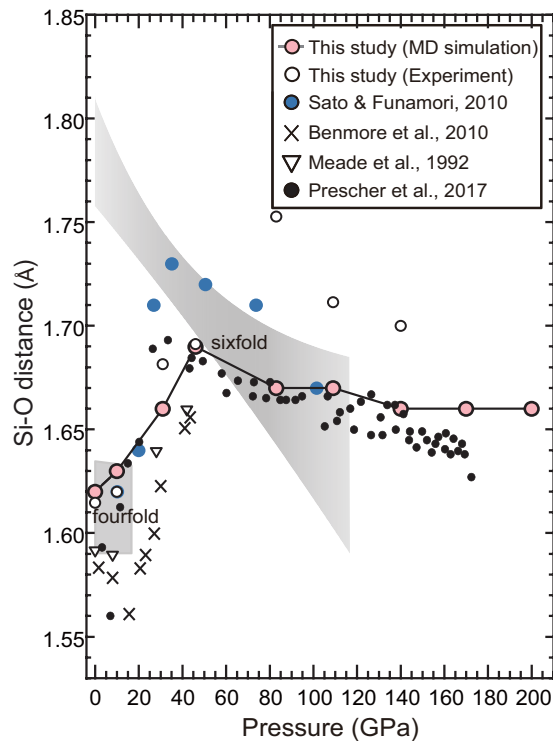 1.85
1.80
1.75
1.70
1.65
1.60
1.55
Si-O distance (Å)
This study (MD simulation)
This study (Experiment)
Sato & Funamori, 2010
Benmore et al., 2010
Meade et al., 1992
Prescher et al., 2017
sixfold
fourfold
0 20 40 60 80 100 120 140 160 180 200
Pressure (GPa)